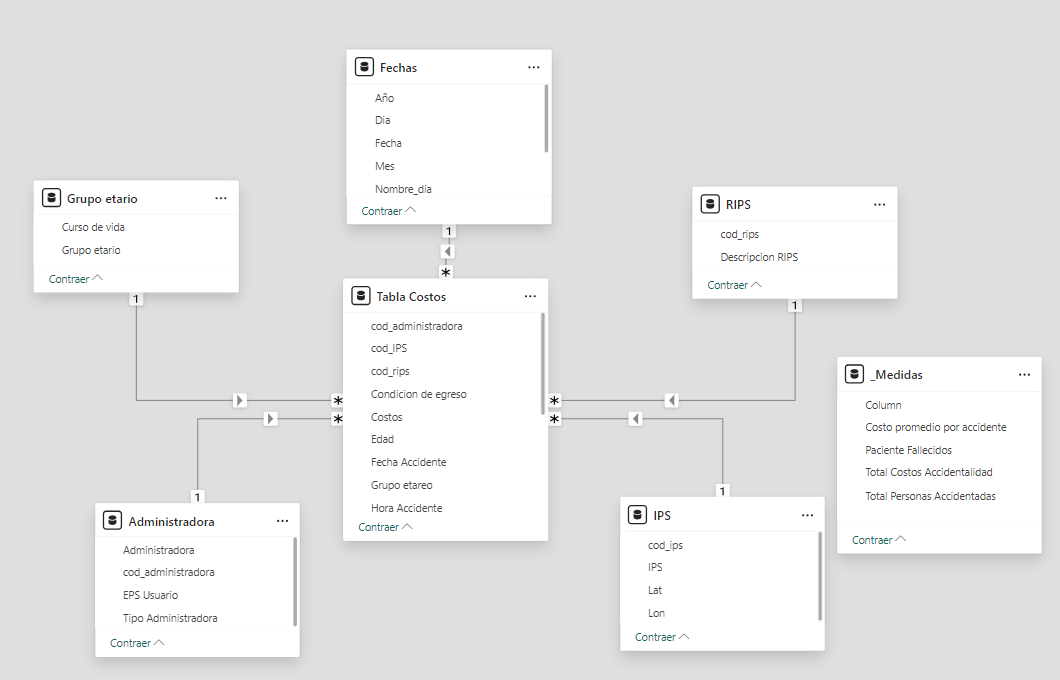 Fechas
Año
Dia
Fecha
Mes
Nombre_dia
Contraer
1
*
Grupo etario
Curso de vida
Grupo etario
Contraer
1
*
RIPS
cod_rips
Descripcion RIPS
Contraer
1
*
Tabla Costos
cod_administradora
cod_IPS
cod_rips
Condicion de egreso
Costos
Edad
Fecha Accidente
Grupo etareo
Hora Accidente
Contraer
_Medidas
Column
Costo promedio por accidente
Paciente Fallecidos
Total Costos Accidentalidad
Total Personas Accidentadas
Contraer
*
1
Administradora
Administradora
cod_administradora
EPS Usuario
Tipo Administradora
Contraer
*
1
IPS
cod_ips
IPS
Lat
Lon
Contraer